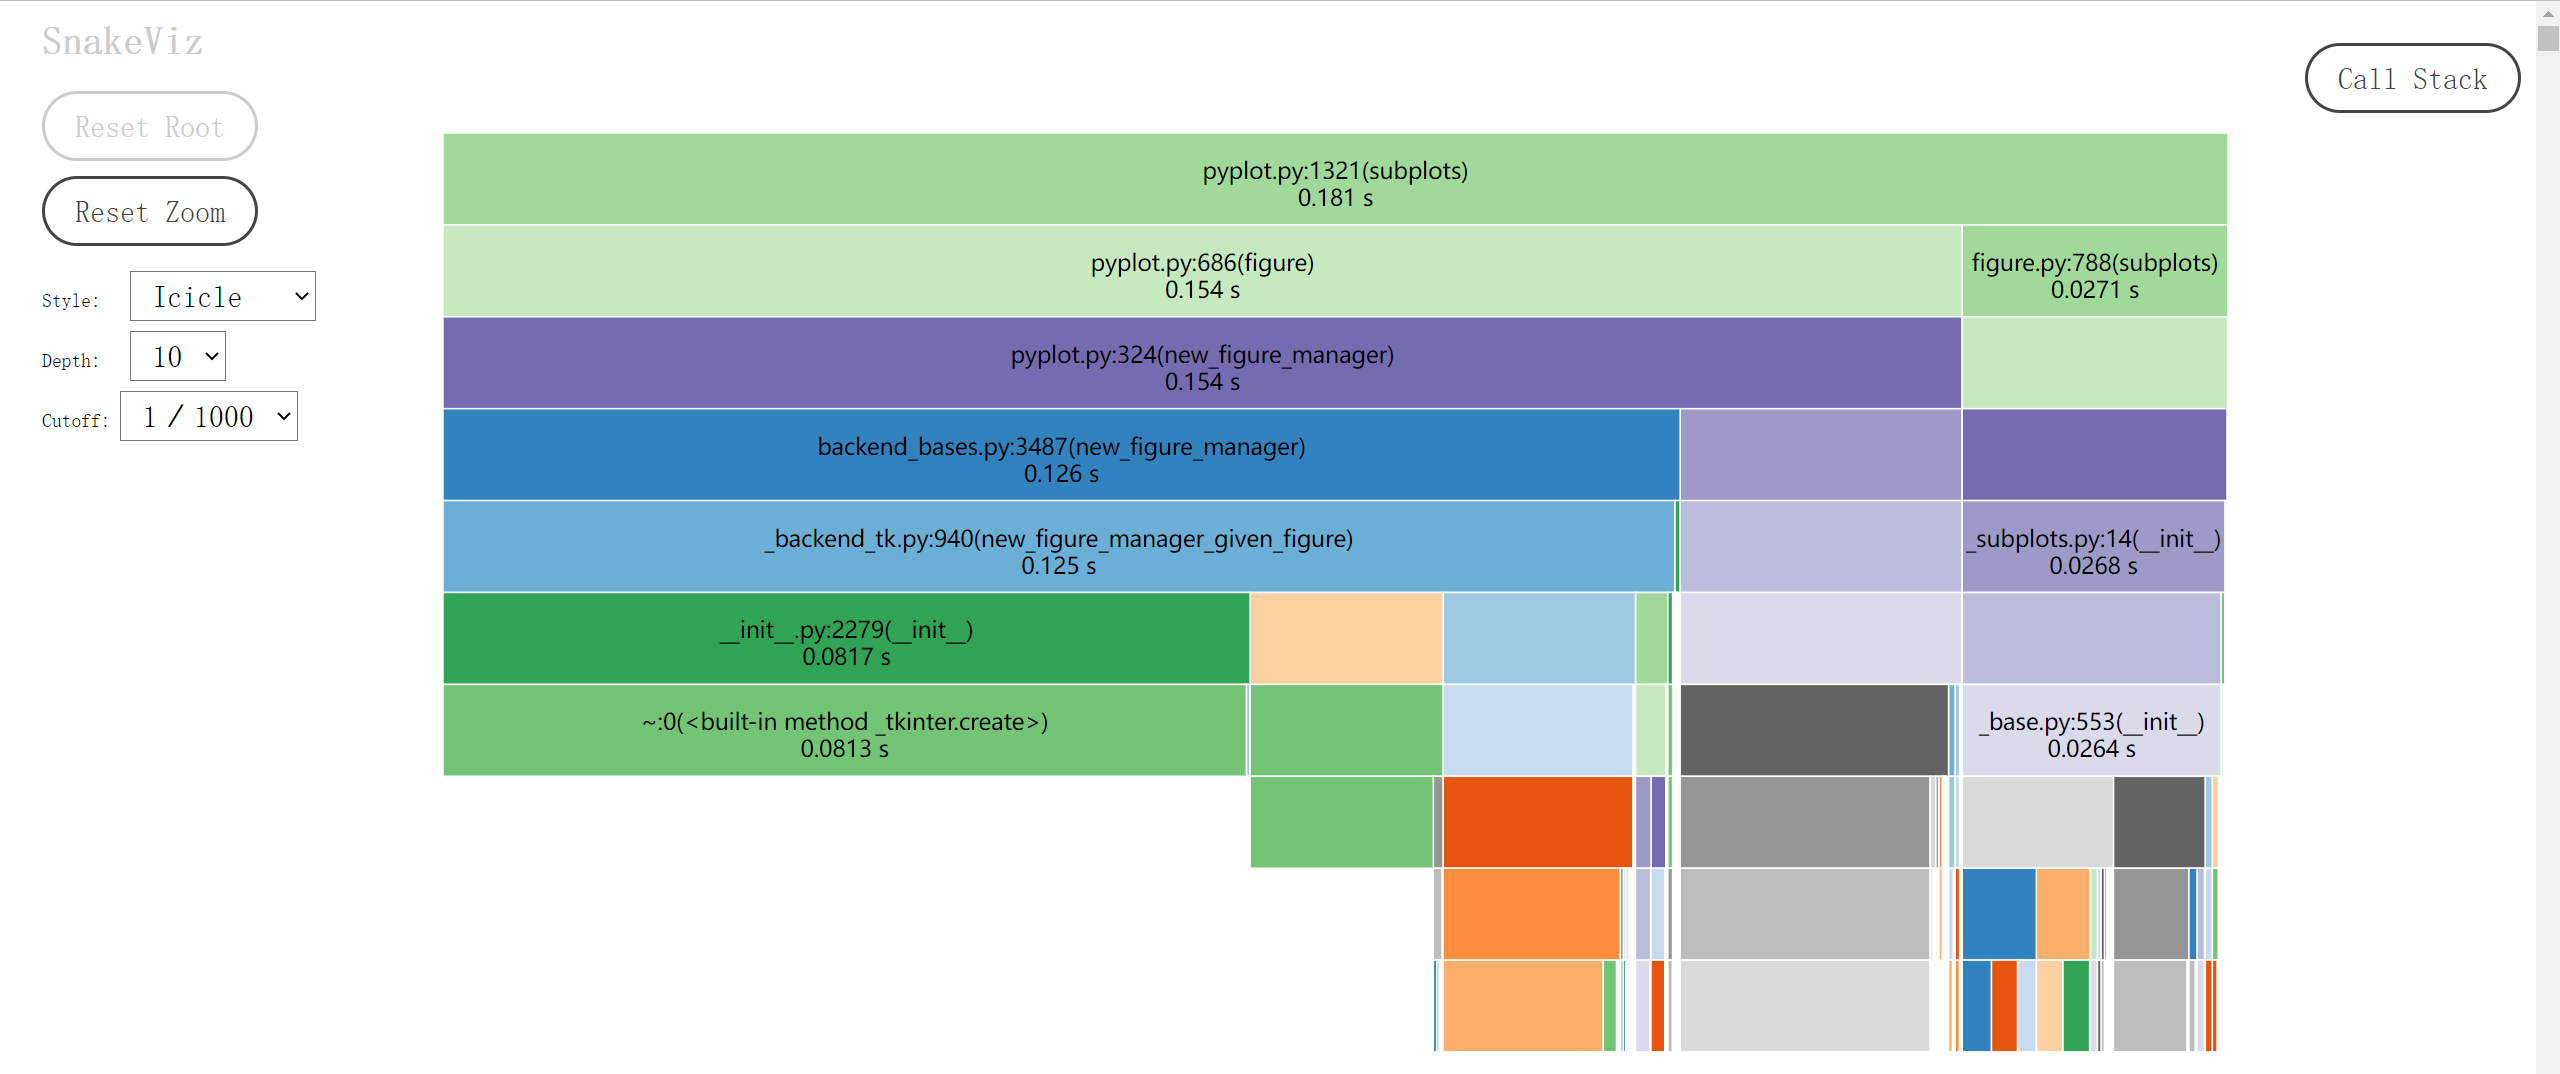 SnakeViz
Call Stack
Reset Root
Reset Zoom
Style: Icicle
Depth: 10
Cutoff: 1 / 1000
pyplot.py:1321(subplots)
0.181 s
pyplot.py:686(figure)
0.154 s
figure.py:788(subplots)
0.0271 s
pyplot.py:324(new_figure_manager)
0.154 s
backend_bases.py:3487(new_figure_manager)
0.126 s
_backend_tk.py:940(new_figure_manager_given_figure)
0.125 s
_subplots.py:14(__init__)
0.0268 s
__init__.py:2279(__init__)
0.0817 s
~:0(<built-in method _tkinter.create>)
0.0813 s
_base.py:553(__init__)
0.0264 s